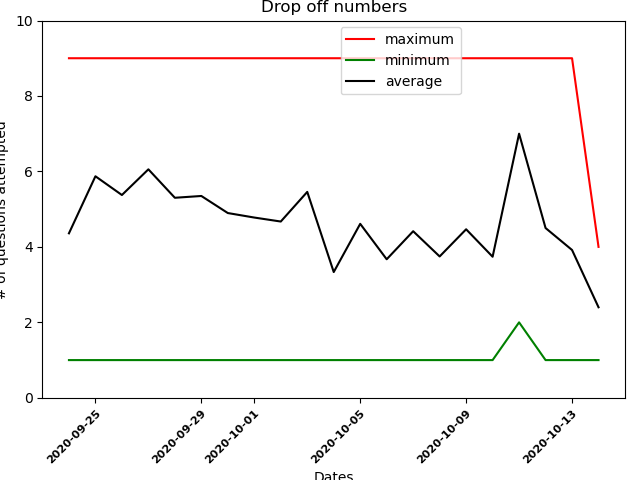 Drop off numbers
maximum
minimum
average
# of questions attempted
10
8
6
4
2
0
2020-09-25
2020-09-29
2020-10-01
2020-10-05
2020-10-09
2020-10-13
Dates